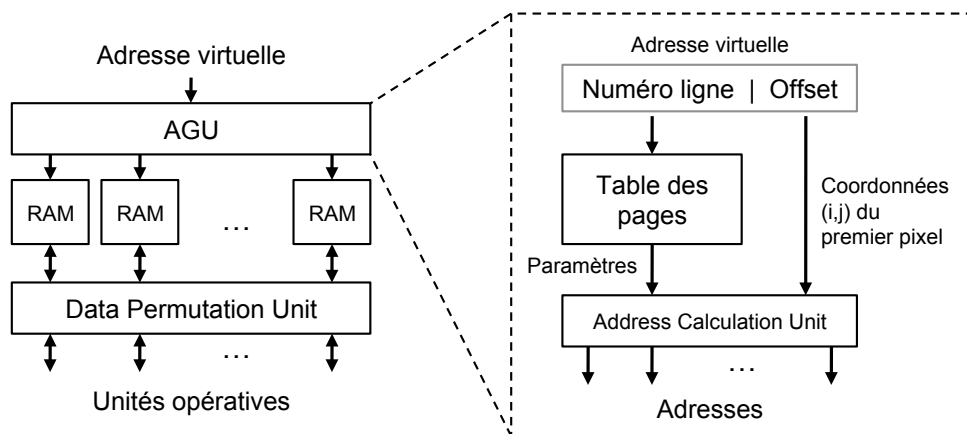 Adresse virtuelle
AGU
RAM RAM ... RAM
Data Permutation Unit
...
Unités opératives
Adresse virtuelle
Numéro ligne | Offset
Table des
pages
Coordonnées
(i,j) du
premier pixel
Paramètres
Address Calculation Unit
...
Adresses